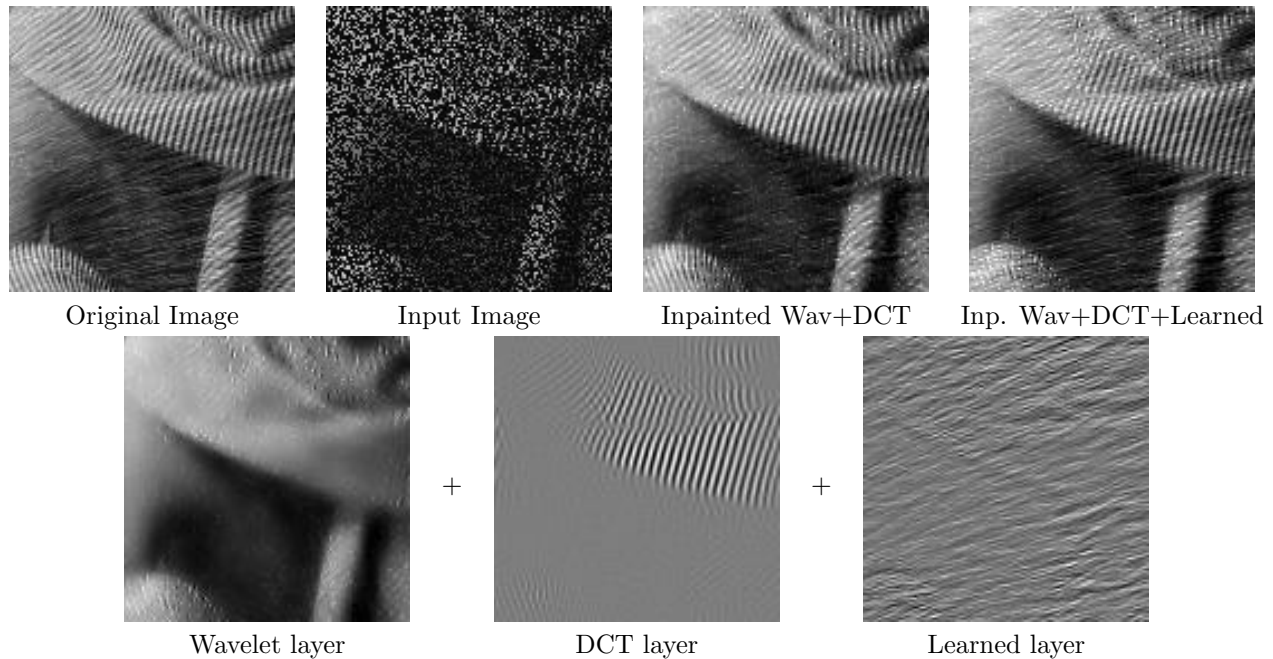 Original Image
Input Image
Inpainted Wav+DCT
Inp. Wav+DCT+Learned
+
+
Wavelet layer
DCT layer
Learned layer